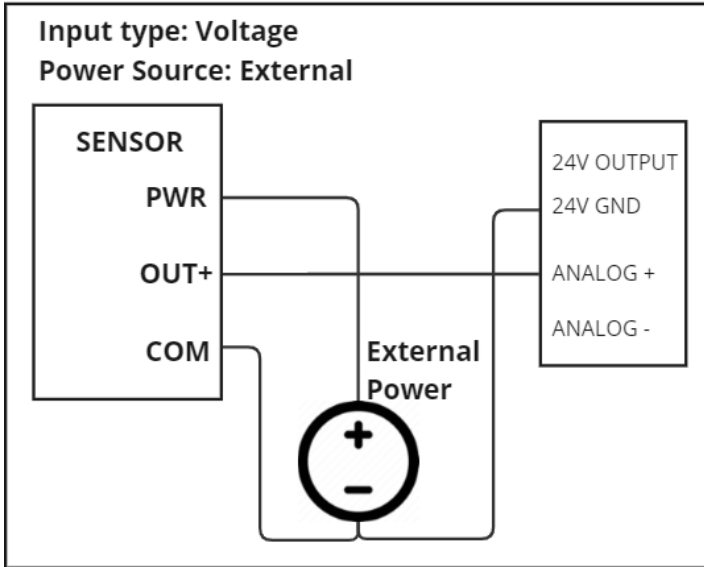 Input type: Voltage
Power Source: External
SENSOR
PWR
OUT+
COM
External
Power
+
−
24V OUTPUT
24V GND
ANALOG +
ANALOG -